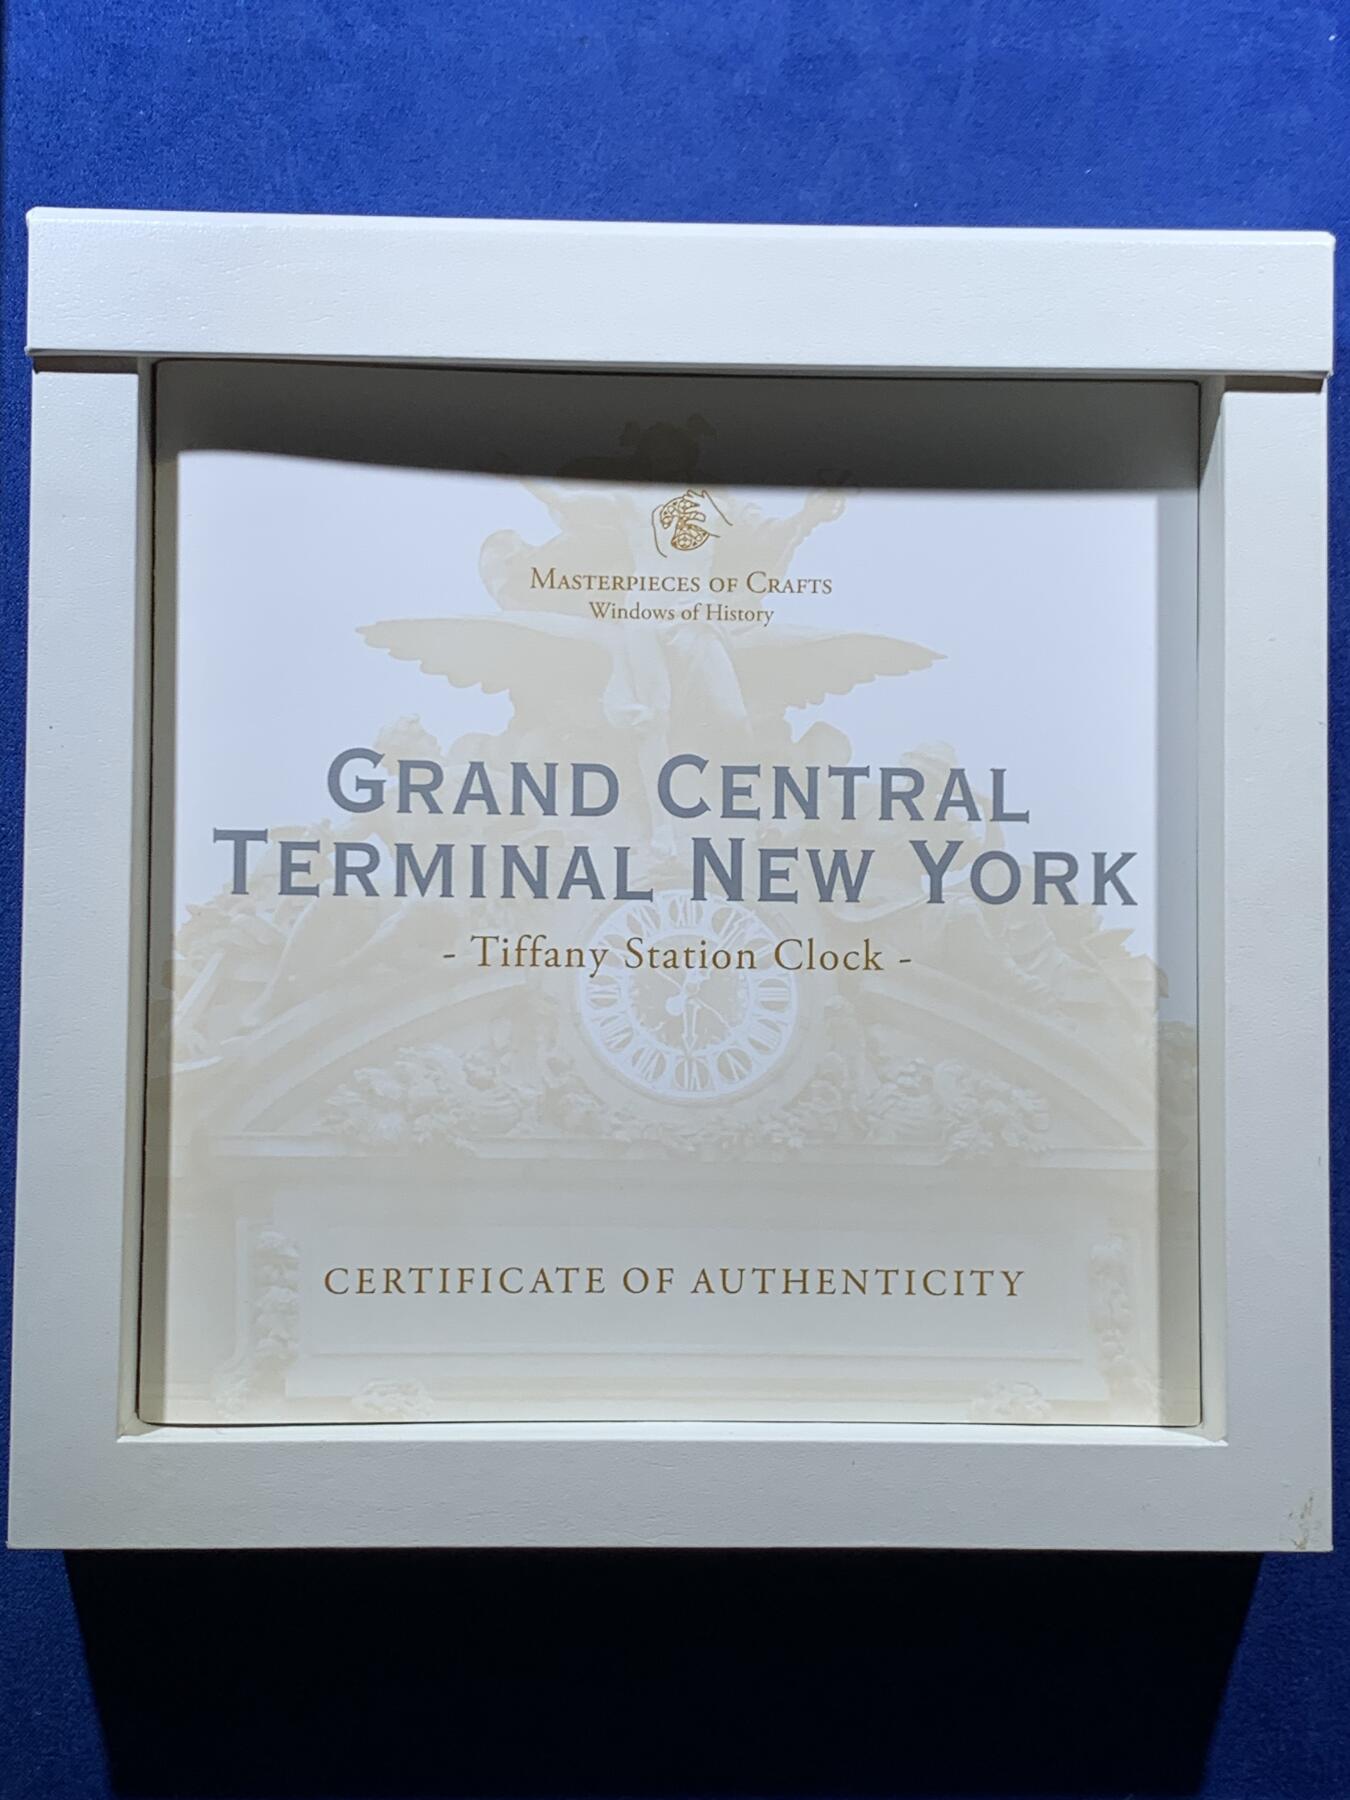 MASTERPIECES OF CRAFTS
Windows of History
GRAND CENTRAL
TERMINAL NEW YORK
- Tiffany Station Clock -
CERTIFICATE OF AUTHENTICITY